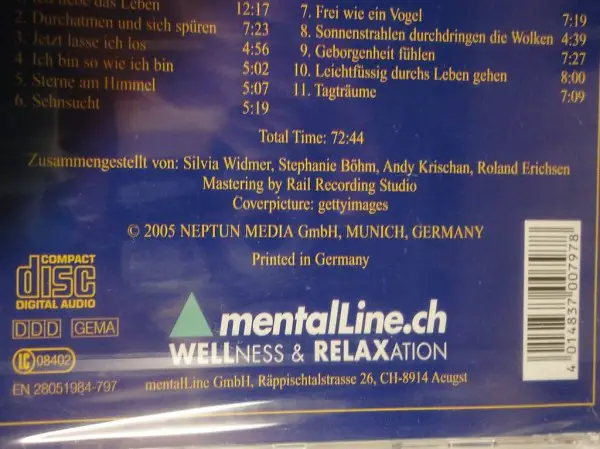 das Leben 12:17
2. Durchatmen und sich spüren 7:23
3. Jetzt lasse ich los 4:56
4 Ich bin so wie ich bin 5:02
5. Sterne am Himmel 5:07
6. Sehnsucht 5:19
7. Frei wie ein Vogel 7:19
8. Sonnenstrahlen durchdringen die Wolken 4:39
9. Geborgenheit fühlen 7:27
10. Leichtfüssig durchs Leben gehen 8:00
11. Tagträume 7:09
Total Time: 72:44
Zusammengestellt von: Silvia Widmer, Stephanie Böhm, Andy Krischan, Roland Erichsen
Mastering by Rail Recording Studio
Coverpicture: gettyimages
© 2005 NEPTUN MEDIA GmbH, MUNICH, GERMANY
Printed in Germany
COMPACT
disc
DIGITAL AUDIO
DDD GEMA
LC 08402
EN 28051984-797
mentalLine.ch
WELLNESS & RELAXATION
mentalLine GmbH, Räppischtalstrasse 26, CH-8914 Aeugst
4 014837 007978